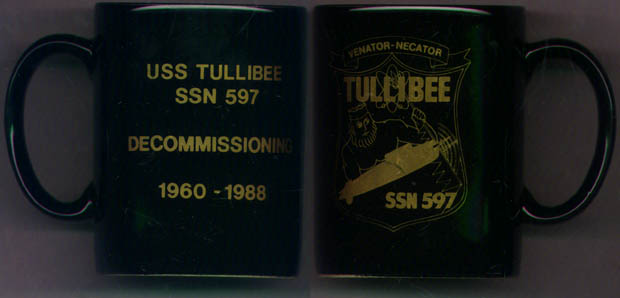 USS TULLIBEE
SSN 597
DECOMMISSIONING
1960 - 1988
VENATOR-NECATOR
TULLIBEE
SSN 597